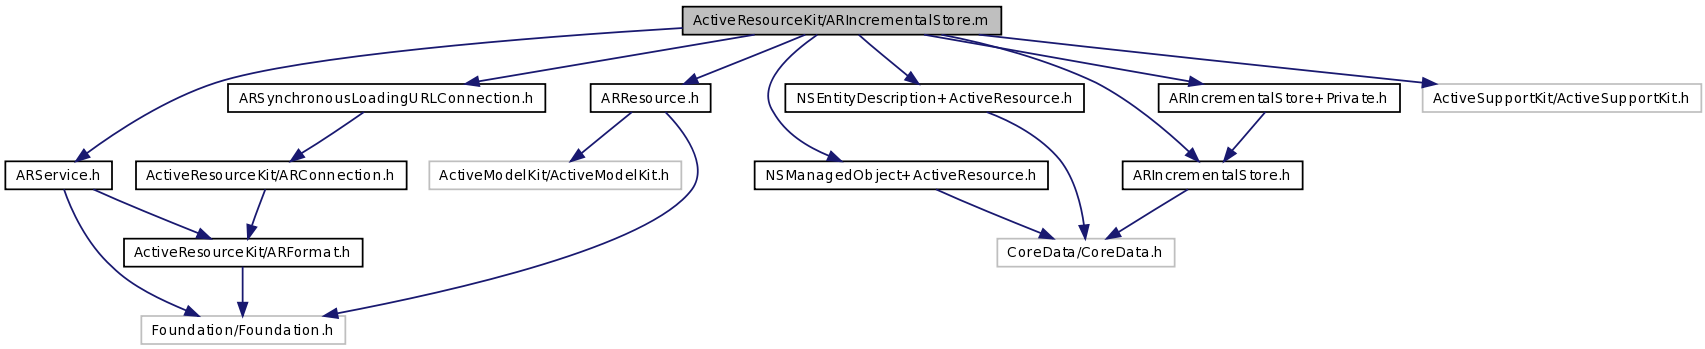 ActiveResourceKit/ARIncrementalStore.m
ARSynchronousLoadingURLConnection.h
ARResource.h
NSEntityDescription+ActiveResource.h
ARIncrementalStore+Private.h
ActiveSupportKit/ActiveSupportKit.h
ARService.h
ActiveResourceKit/ARConnection.h
ActiveModelKit/ActiveModelKit.h
NSManagedObject+ActiveResource.h
ARIncrementalStore.h
ActiveResourceKit/ARFormat.h
CoreData/CoreData.h
Foundation/Foundation.h